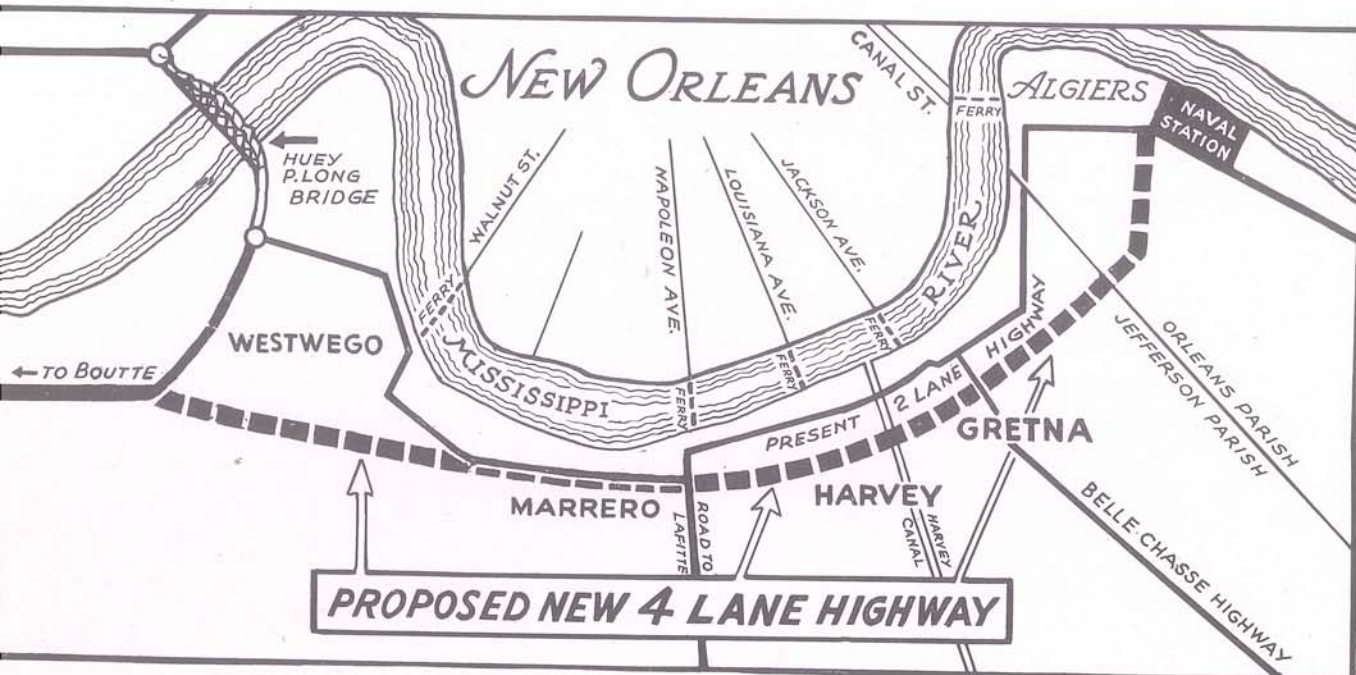 NEW ORLEANS
CANAL ST.
FERRY
ALGIERS
NAVAL
STATION
HUEY
P. LONG
BRIDGE
WALNUT ST.
NAPOLEON AVE.
LOUISIANA AVE.
JACKSON AVE.
RIVER
FERRY
MISSISSIPPI
FERRY
FERRY
FERRY
WESTWEGO
TO BOUTTE
PRESENT 2 LANE HIGHWAY
ORLEANS PARISH
JEFFERSON PARISH
GRETNA
MARRERO
HARVEY
ROAD TO
LAFITTE
HARVEY
CANAL
BELLE CHASSE HIGHWAY
PROPOSED NEW 4 LANE HIGHWAY